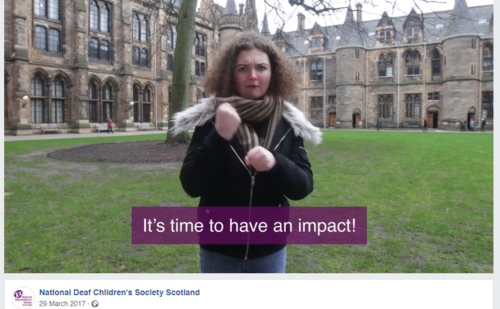 It's time to have an impact!
National Deaf Children's Society Scotland
29 March 2017 ·